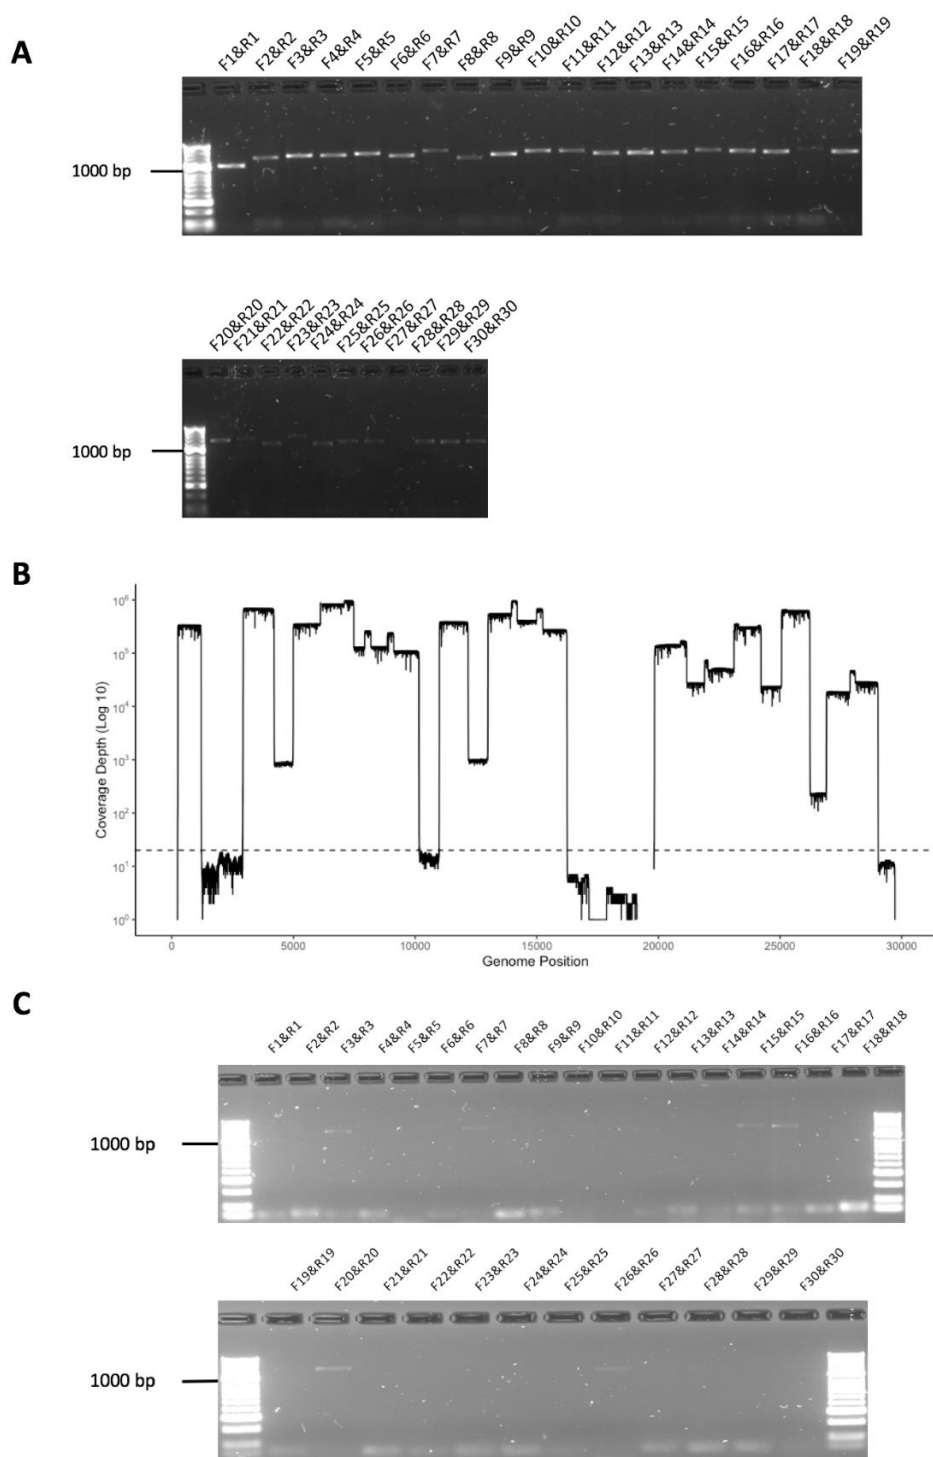 A
F1&R1
F2&R2
F3&R3
F4&R4
F5&R5
F6&R6
F7&R7
F8&R8
F9&R9
F10&R10
F11&R11
F12&R12
F13&R13
F14&R14
F15&R15
F16&R16
F17&R17
F18&R18
F19&R19
1000 bp
F20&R20
F21&R21
F22&R22
F23&R23
F24&R24
F25&R25
F26&R26
F27&R27
F28&R28
F29&R29
F30&R30
1000 bp
B
Coverage Depth (Log 10)
10⁶
10⁵
10⁴
10³
10²
10¹
10⁰
0 5000 10000 15000 20000 25000 30000
Genome Position
C
F1&R1
F2&R2
F3&R3
F4&R4
F5&R5
F6&R6
F7&R7
F8&R8
F9&R9
F10&R10
F11&R11
F12&R12
F13&R13
F14&R14
F15&R15
F16&R16
F17&R17
F18&R18
1000 bp
F19&R19
F20&R20
F21&R21
F22&R22
F23&R23
F24&R24
F25&R25
F26&R26
F27&R27
F28&R28
F29&R29
F30&R30
1000 bp